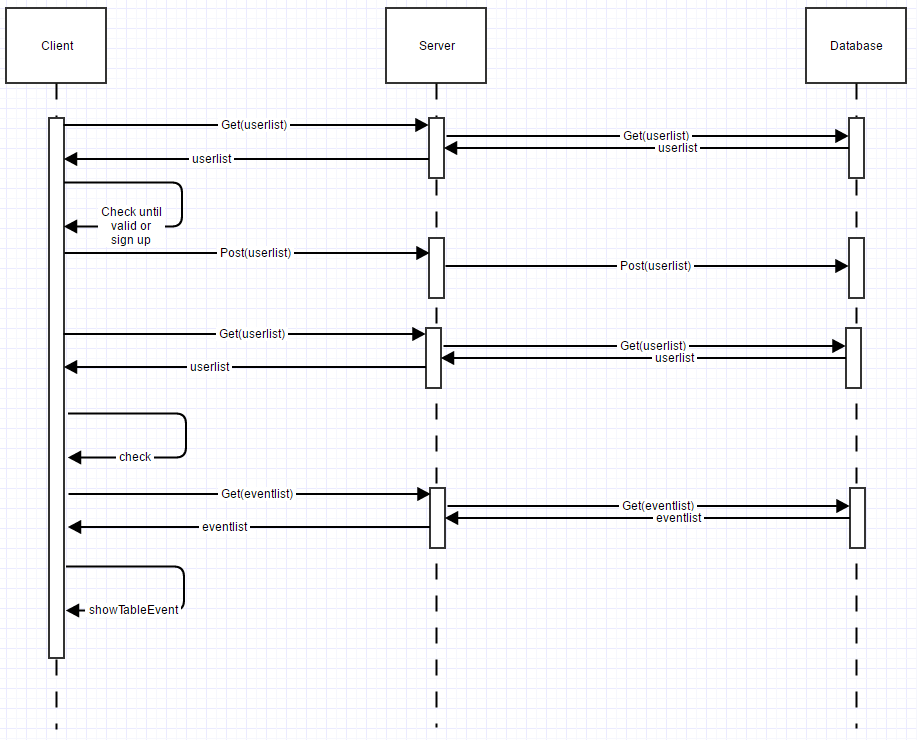 Client
Server
Database
Get(userlist)
Get(userlist)
userlist
userlist
Check until
valid or
sign up
Post(userlist)
Post(userlist)
Get(userlist)
Get(userlist)
userlist
userlist
check
Get(eventlist)
Get(eventlist)
eventlist
eventlist
showTableEvent